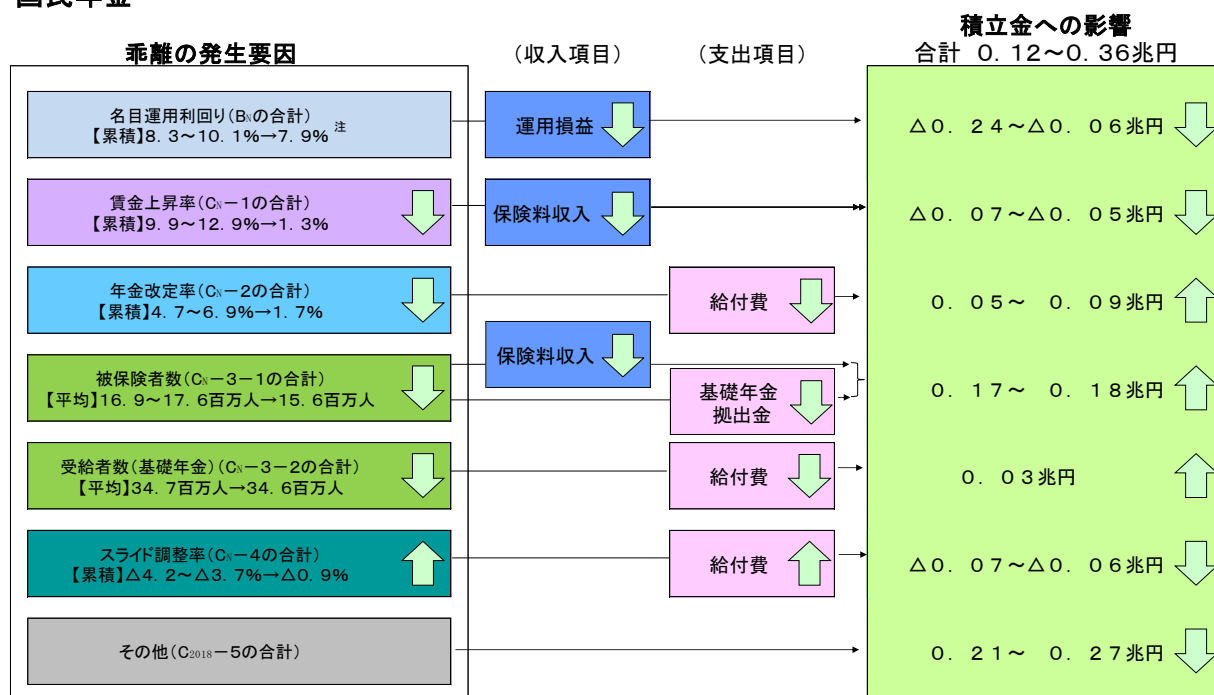 乖離の発生要因
(収入項目)
(支出項目)
積立金への影響
合計 0.12～0.36兆円
名目運用利回り(BNの合計)
【累積】8.3～10.1%→7.9% 注
運用損益
△0.24～△0.06兆円
賃金上昇率(CN－1の合計)
【累積】9.9～12.9%→1.3%
保険料収入
△0.07～△0.05兆円
年金改定率(CN－2の合計)
【累積】4.7～6.9%→1.7%
給付費
0.05～ 0.09兆円
被保険者数(CN－3－1の合計)
【平均】16.9～17.6百万人→15.6百万人
保険料収入
基礎年金
拠出金
0.17～ 0.18兆円
受給者数(基礎年金)(CN－3－2の合計)
【平均】34.7百万人→34.6百万人
給付費
0.03兆円
スライド調整率(CN－4の合計)
【累積】△4.2～△3.7%→△0.9%
給付費
△0.07～△0.06兆円
その他(C2018－5の合計)
0.21～ 0.27兆円